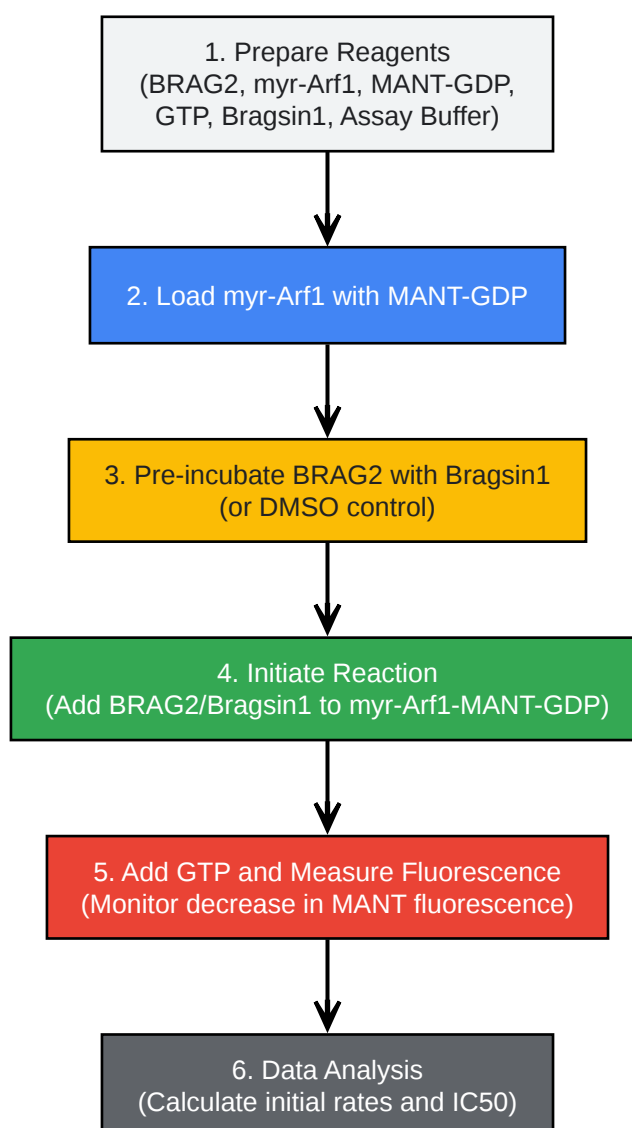 1. Prepare Reagents
(BRAG2, myr-Arf1, MANT-GDP,
GTP, Bragsin1, Assay Buffer)
2. Load myr-Arf1 with MANT-GDP
3. Pre-incubate BRAG2 with Bragsin1
(or DMSO control)
4. Initiate Reaction
(Add BRAG2/Bragsin1 to myr-Arf1-MANT-GDP)
5. Add GTP and Measure Fluorescence
(Monitor decrease in MANT fluorescence)
6. Data Analysis
(Calculate initial rates and IC50)